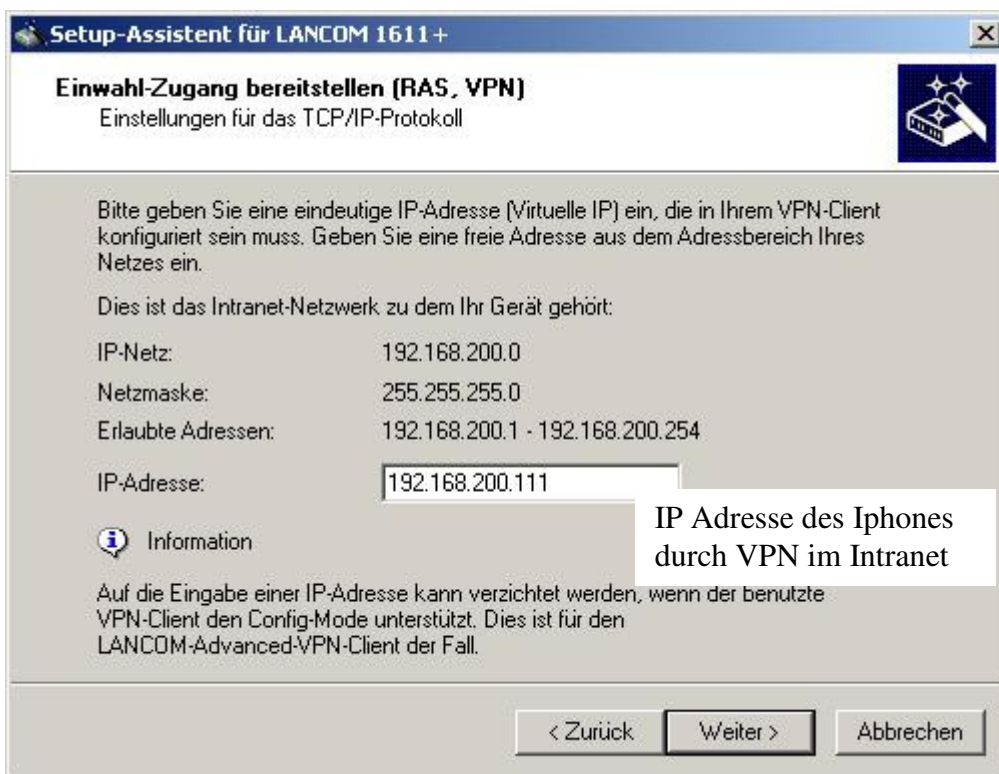 Setup-Assistent für LANCOM 1611+
Einwahl-Zugang bereitstellen (RAS, VPN)
Einstellungen für das TCP/IP-Protokoll
Bitte geben Sie eine eindeutige IP-Adresse (Virtuelle IP) ein, die in Ihrem VPN-Client
konfiguriert sein muss. Geben Sie eine freie Adresse aus dem Adressbereich Ihres
Netzes ein.
Dies ist das Intranet-Netzwerk zu dem Ihr Gerät gehört:
IP-Netz: 192.168.200.0
Netzmaske: 255.255.255.0
Erlaubte Adressen: 192.168.200.1 - 192.168.200.254
IP-Adresse: 192.168.200.111
IP Adresse des Iphones
durch VPN im Intranet
Information
Auf die Eingabe einer IP-Adresse kann verzichtet werden, wenn der benutzte
VPN-Client den Config-Mode unterstützt. Dies ist für den
LANCOM-Advanced-VPN-Client der Fall.
< Zurück Weiter > Abbrechen